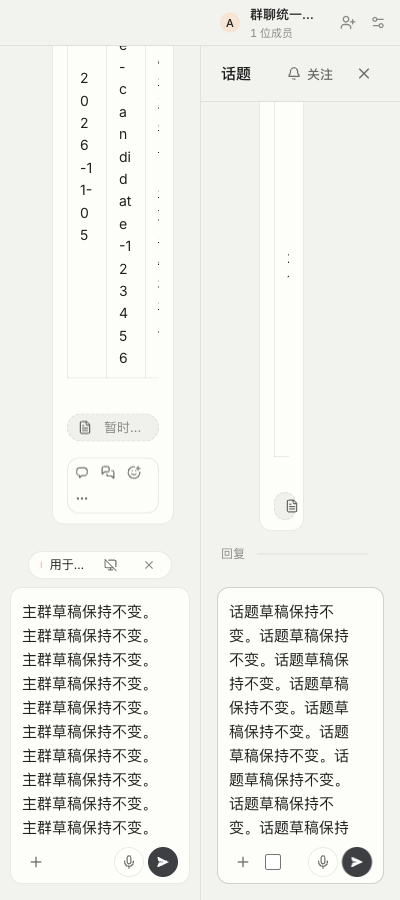 A
群聊统一...
1 位成员
话题
关注
2
0
2
6
-1
1-
0
5
e
-
c
a
n
di
d
at
e
-1
2
3
4
5
6
暂时...
用于...
主群草稿保持不变。
主群草稿保持不变。
主群草稿保持不变。
主群草稿保持不变。
主群草稿保持不变。
主群草稿保持不变。
主群草稿保持不变。
主群草稿保持不变。
主群草稿保持不变。
主群草稿保持不变。
回复
话题草稿保持不
变。话题草稿保持
不变。话题草稿保
持不变。话题草稿
保持不变。话题草
稿保持不变。话题
草稿保持不变。话
题草稿保持不变。
话题草稿保持不
变。话题草稿保持